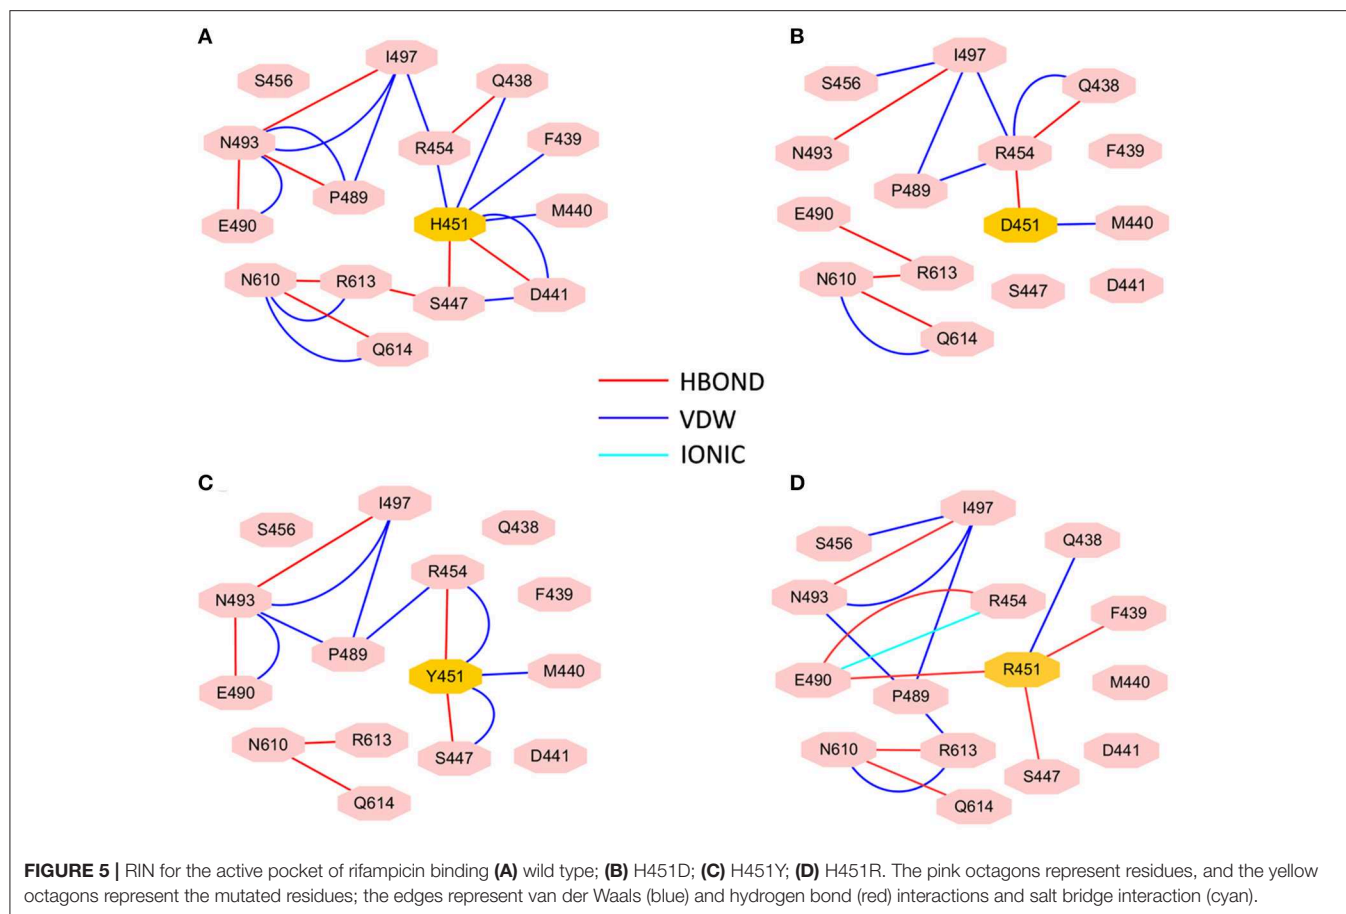 A
I497
S456
Q438
N493
R454
F439
P489
E490
H451
M440
N610
R613
S447
D441
Q614
B
I497
S456
Q438
N493
R454
F439
P489
E490
D451
M440
N610
R613
S447
D441
Q614
HBOND
VDW
IONIC
C
I497
S456
Q438
R454
N493
F439
P489
E490
Y451
M440
N610
R613
S447
D441
Q614
D
I497
S456
Q438
N493
R454
F439
E490
P489
R451
M440
N610
R613
D441
S447
Q614
FIGURE 5 | RIN for the active pocket of rifampicin binding (A) wild type; (B) H451D; (C) H451Y; (D) H451R. The pink octagons represent residues, and the yellow
octagons represent the mutated residues; the edges represent van der Waals (blue) and hydrogen bond (red) interactions and salt bridge interaction (cyan).